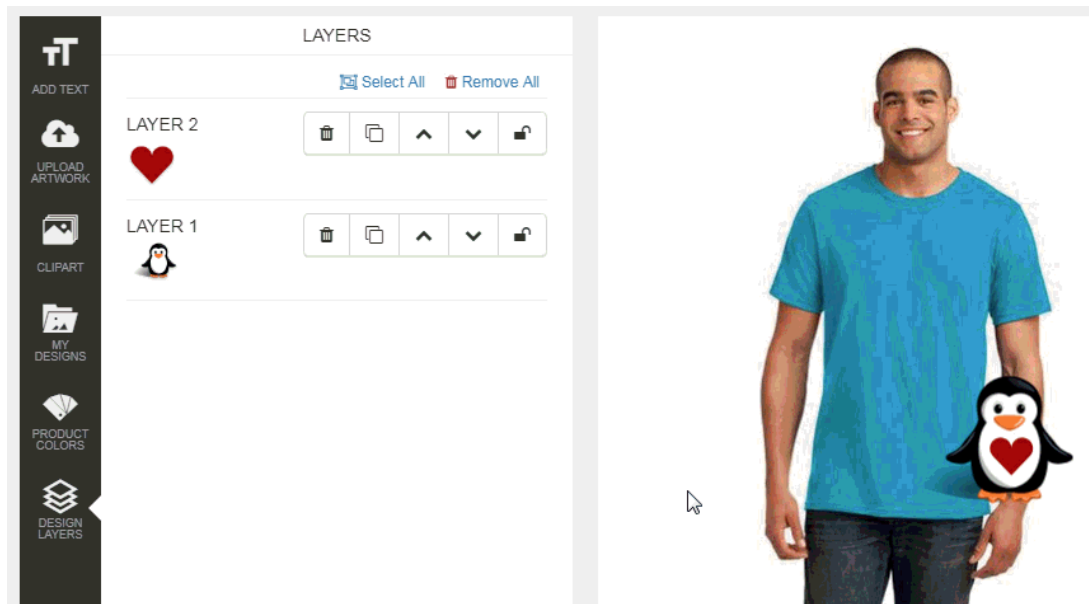 ADD TEXT
UPLOAD
ARTWORK
CLIPART
MY
DESIGNS
PRODUCT
COLORS
DESIGN
LAYERS
LAYERS
Select All Remove All
LAYER 2
LAYER 1